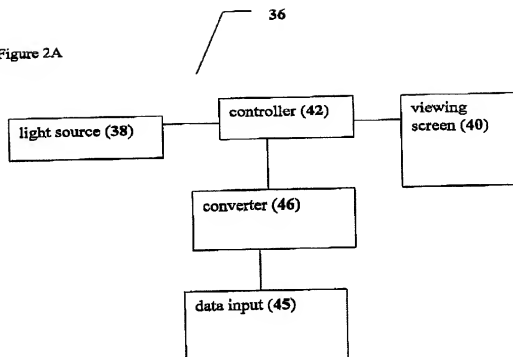 36
Figure 2A
controller (42)
viewing
screen (40)
light source (38)
converter (46)
data input (45)